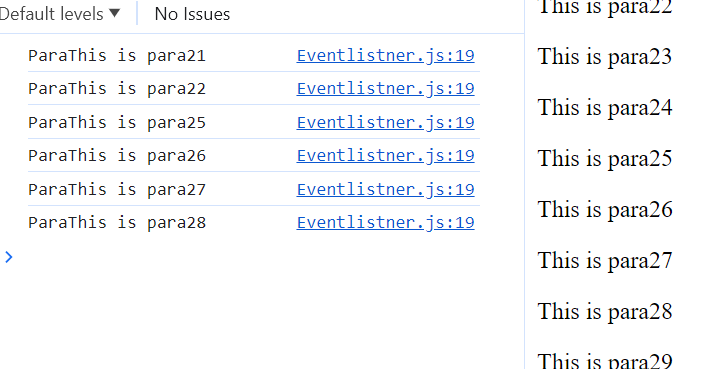 Default levels ▼ No Issues
ParaThis is para21 Eventlistner.js:19
ParaThis is para22 Eventlistner.js:19
ParaThis is para25 Eventlistner.js:19
ParaThis is para26 Eventlistner.js:19
ParaThis is para27 Eventlistner.js:19
ParaThis is para28 Eventlistner.js:19
>
This is para22
This is para23
This is para24
This is para25
This is para26
This is para27
This is para28
This is para29